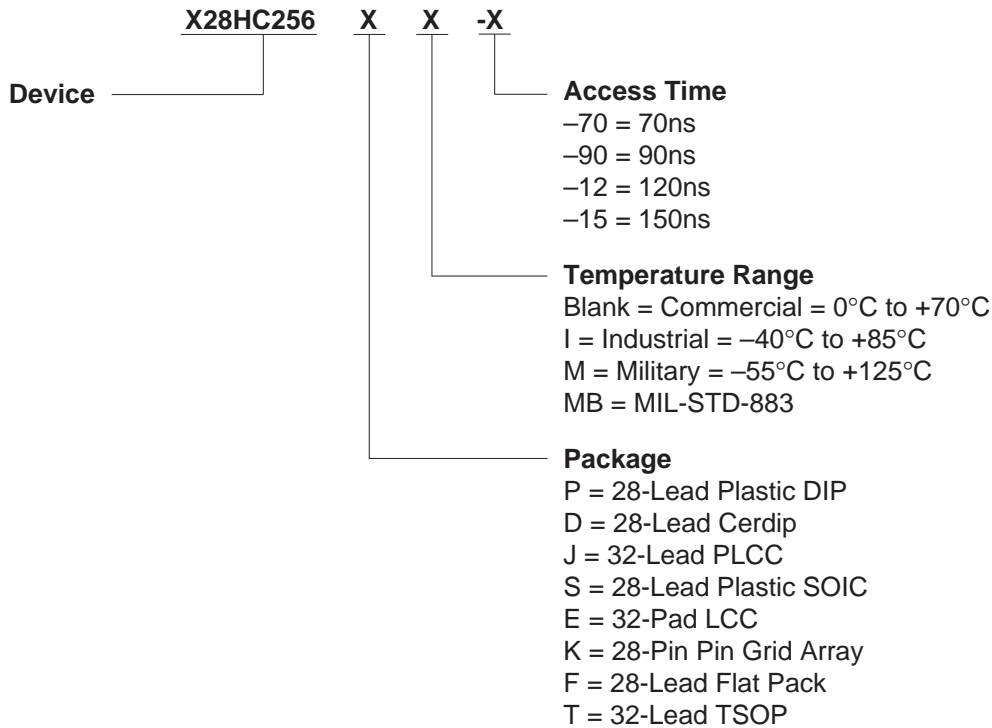 X28HC256 X X -X
Device
Access Time
–70 = 70ns
–90 = 90ns
–12 = 120ns
–15 = 150ns
Temperature Range
Blank = Commercial = 0°C to +70°C
I = Industrial = –40°C to +85°C
M = Military = –55°C to +125°C
MB = MIL-STD-883
Package
P = 28-Lead Plastic DIP
D = 28-Lead Cerdip
J = 32-Lead PLCC
S = 28-Lead Plastic SOIC
E = 32-Pad LCC
K = 28-Pin Pin Grid Array
F = 28-Lead Flat Pack
T = 32-Lead TSOP